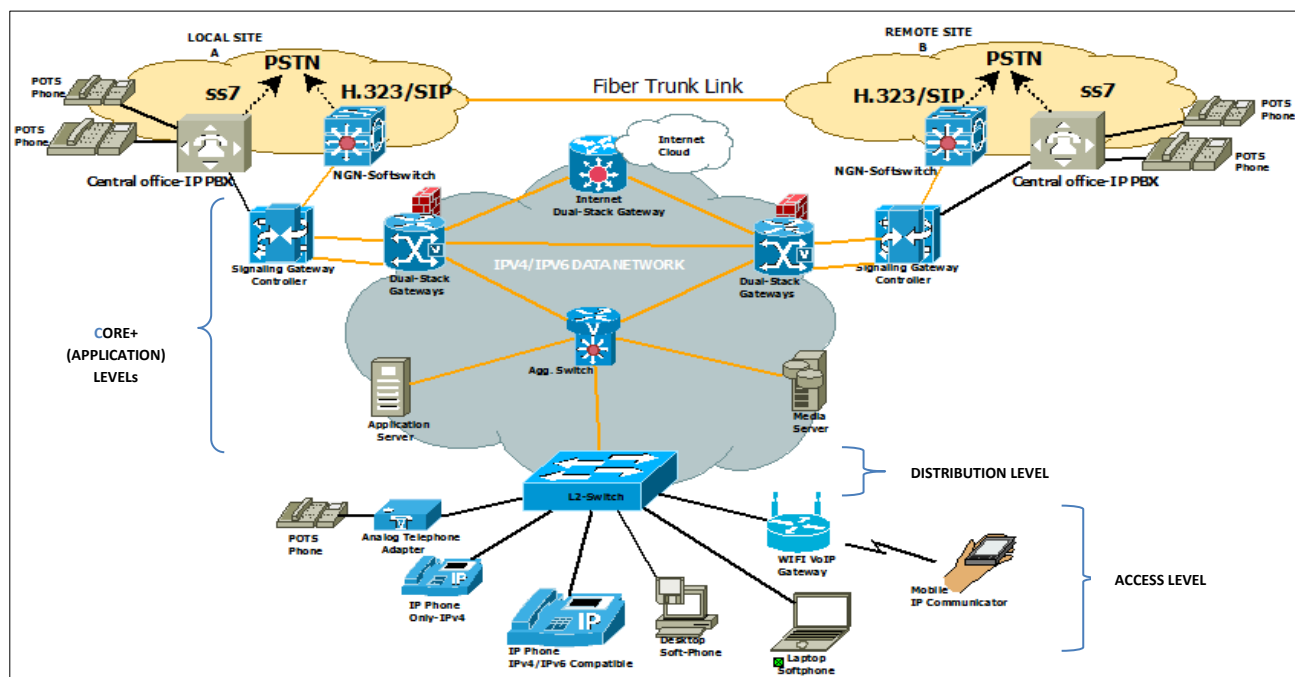 LOCAL SITE
A
PSTN
ss7
H.323/SIP
POTS
Phone
POTS
Phone
Central office-IP PBX
NGN-Softswitch
Fiber Trunk Link
REMOTE SITE
B
PSTN
H.323/SIP
ss7
POTS
Phone
POTS
Phone
NGN-Softswitch
Central office-IP PBX
Internet
Cloud
Internet
Dual-Stack Gateway
Signaling Gateway
Controller
V
Dual-Stack
Gateways
IPV4/IPV6 DATA NETWORK
V
Dual-Stack
Gateways
Signaling Gateway
Controller
CORE+
(APPLICATION)
LEVELs
V
Agg. Switch
Application
Server
Media
Server
DISTRIBUTION LEVEL
L2-Switch
POTS
Phone
V
Analog Telephone
Adapter
IP
IP Phone
Only-IPv4
IP
IP Phone
IPv4/IPv6 Compatible
Desktop
Soft-Phone
Laptop
Softphone
WIFI VoIP
Gateway
Mobile
IP Communicator
ACCESS LEVEL